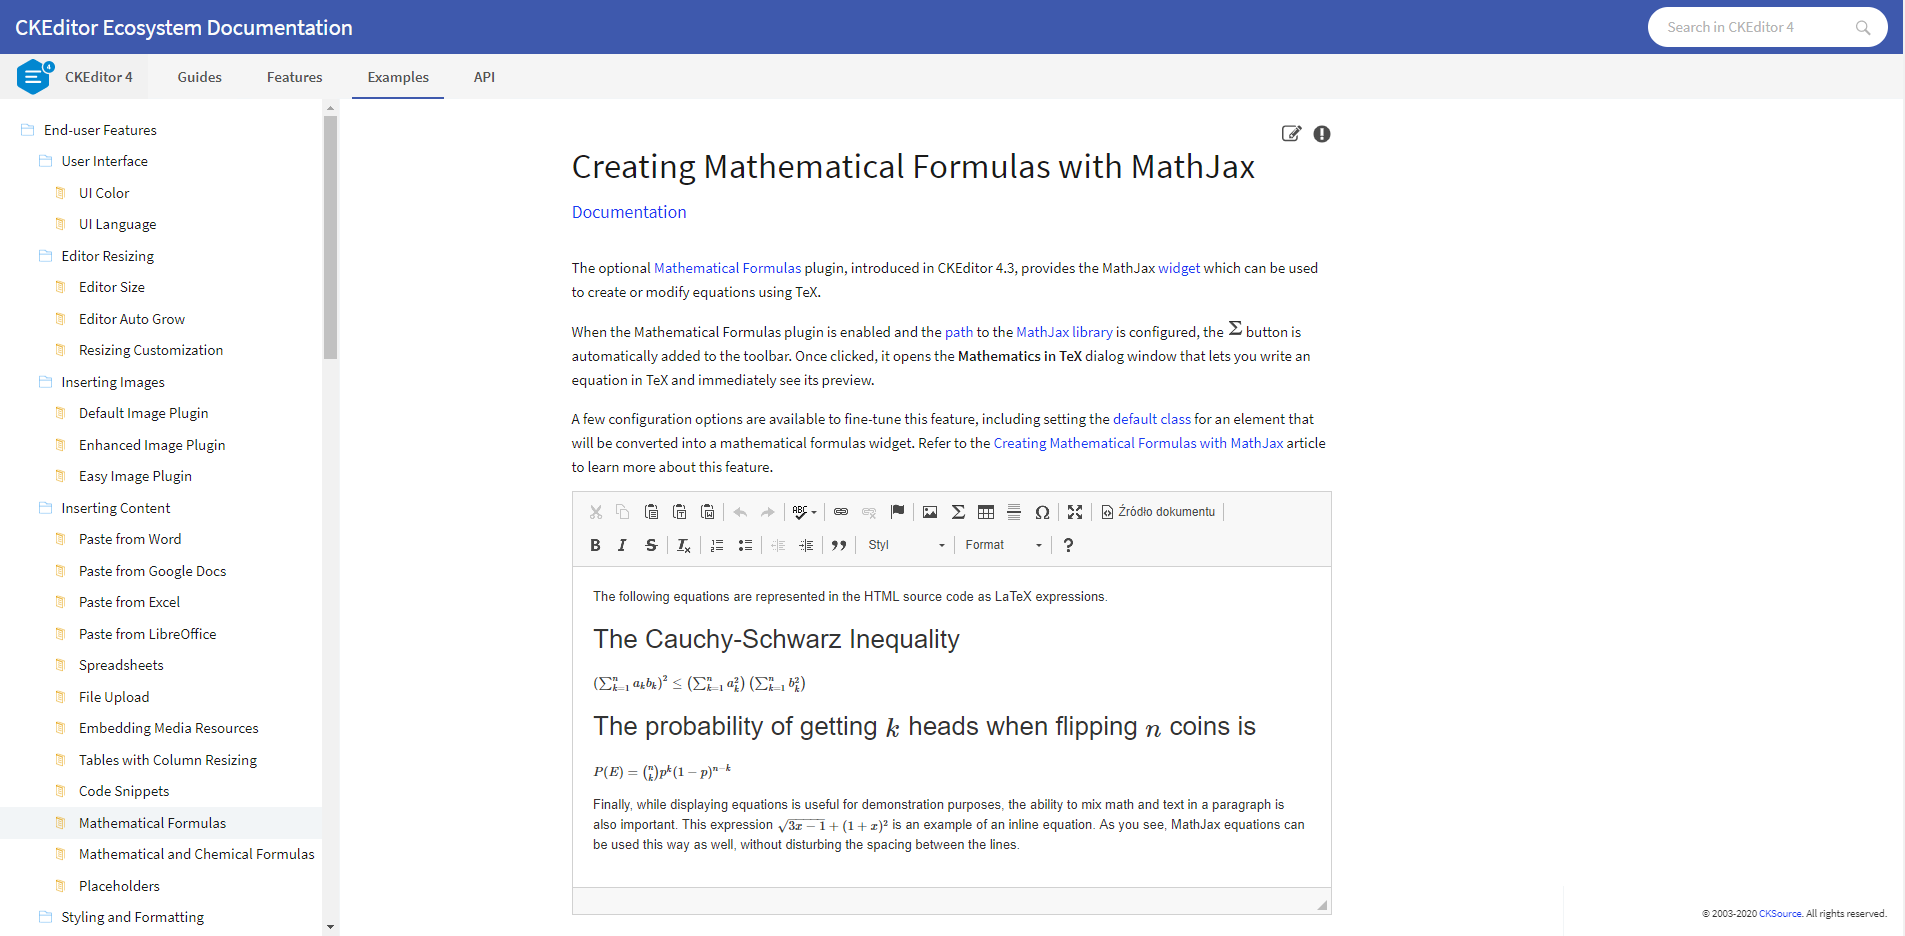 CKEditor Ecosystem Documentation
Search in CKEditor 4
4
CKEditor 4
Guides
Features
Examples
API
End-user Features
User Interface
UI Color
UI Language
Editor Resizing
Editor Size
Editor Auto Grow
Resizing Customization
Inserting Images
Default Image Plugin
Enhanced Image Plugin
Easy Image Plugin
Inserting Content
Paste from Word
Paste from Google Docs
Paste from Excel
Paste from LibreOffice
Spreadsheets
File Upload
Embedding Media Resources
Tables with Column Resizing
Code Snippets
Mathematical Formulas
Mathematical and Chemical Formulas
Placeholders
Styling and Formatting
Creating Mathematical Formulas with MathJax
Documentation
The optional Mathematical Formulas plugin, introduced in CKEditor 4.3, provides the MathJax widget which can be used
to create or modify equations using TeX.
When the Mathematical Formulas plugin is enabled and the path to the MathJax library is configured, the Σ button is
automatically added to the toolbar. Once clicked, it opens the Mathematics in TeX dialog window that lets you write an
equation in TeX and immediately see its preview.
A few configuration options are available to fine-tune this feature, including setting the default class for an element that
will be converted into a mathematical formulas widget. Refer to the Creating Mathematical Formulas with MathJax article
to learn more about this feature.
ABC Σ Ω Źródło dokumentu
B I S Tx Styl Format ?
The following equations are represented in the HTML source code as LaTeX expressions.
The Cauchy-Schwarz Inequality
(∑ⁿₖ₌₁ aₖbₖ)² ≤ (∑ⁿₖ₌₁ aₖ²) (∑ⁿₖ₌₁ bₖ²)
The probability of getting k heads when flipping n coins is
P(E) = (n k)pᵏ(1 − p)ⁿ⁻ᵏ
Finally, while displaying equations is useful for demonstration purposes, the ability to mix math and text in a paragraph is
also important. This expression √(3x − 1) + (1 + x)² is an example of an inline equation. As you see, MathJax equations can
be used this way as well, without disturbing the spacing between the lines.
© 2003-2020 CKSource. All rights reserved.